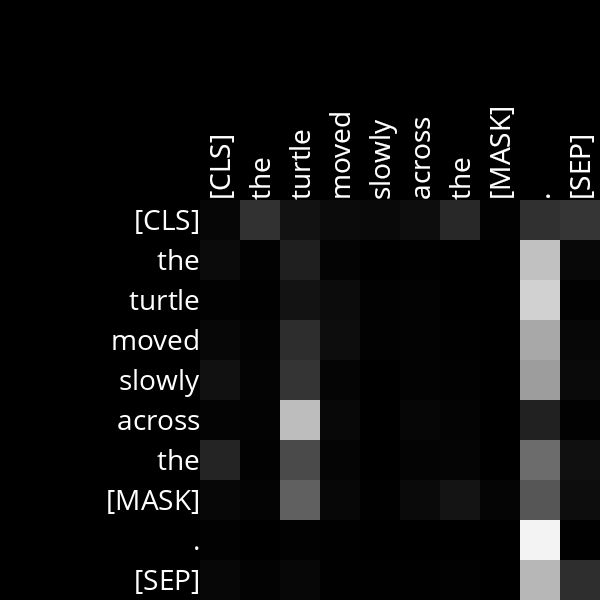 [CLS] the turtle moved slowly across the [MASK] . [SEP]
[CLS]
the
turtle
moved
slowly
across
the
[MASK]
.
[SEP]